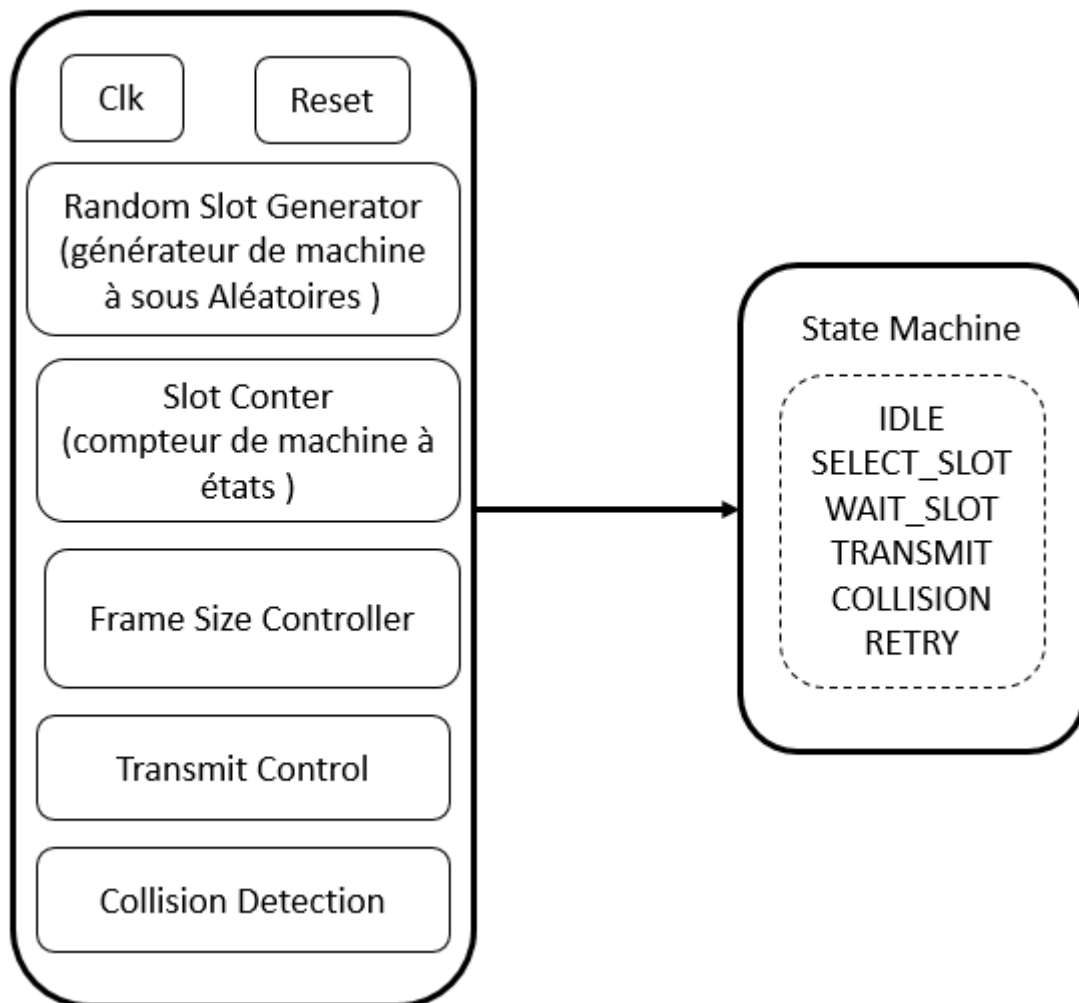 Clk
Reset
Random Slot Generator
(générateur de machine
à sous Aléatoires )
Slot Conter
(compteur de machine à
états )
Frame Size Controller
Transmit Control
Collision Detection
State Machine
IDLE
SELECT_SLOT
WAIT_SLOT
TRANSMIT
COLLISION
RETRY